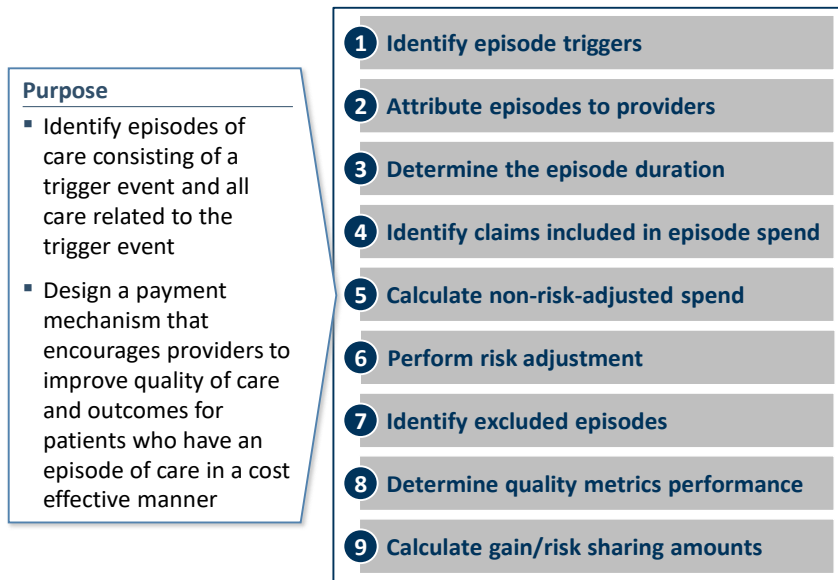 Purpose
▪ Identify episodes of
care consisting of a
trigger event and all
care related to the
trigger event
▪ Design a payment
mechanism that
encourages providers to
improve quality of care
and outcomes for
patients who have an
episode of care in a cost
effective manner
1 Identify episode triggers
2 Attribute episodes to providers
3 Determine the episode duration
4 Identify claims included in episode spend
5 Calculate non-risk-adjusted spend
6 Perform risk adjustment
7 Identify excluded episodes
8 Determine quality metrics performance
9 Calculate gain/risk sharing amounts